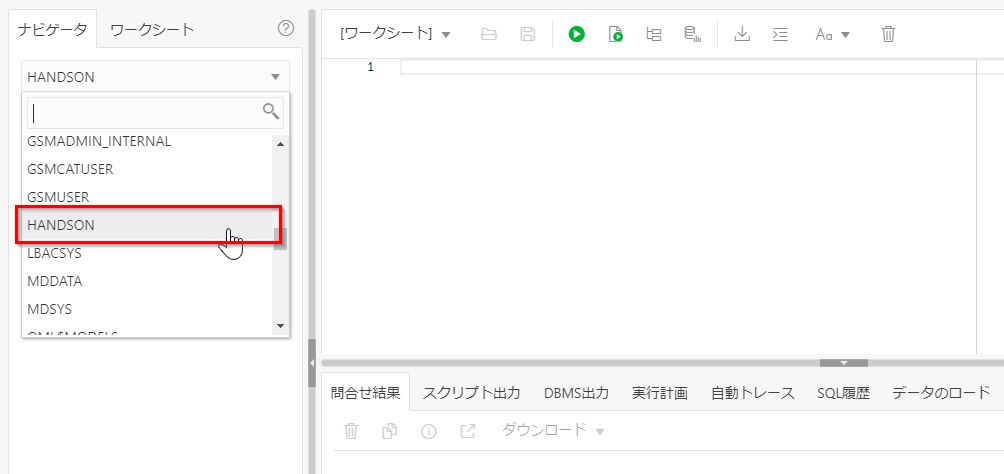 ナビゲータ ワークシート
HANDSON
GSMADMIN_INTERNAL
GSMCATUSER
GSMUSER
HANDSON
LBACSYS
MDDATA
MDSYS
[ワークシート] Aa
1
問合せ結果 スクリプト出力 DBMS出力 実行計画 自動トレース SQL履歴 データのロード
ダウンロード